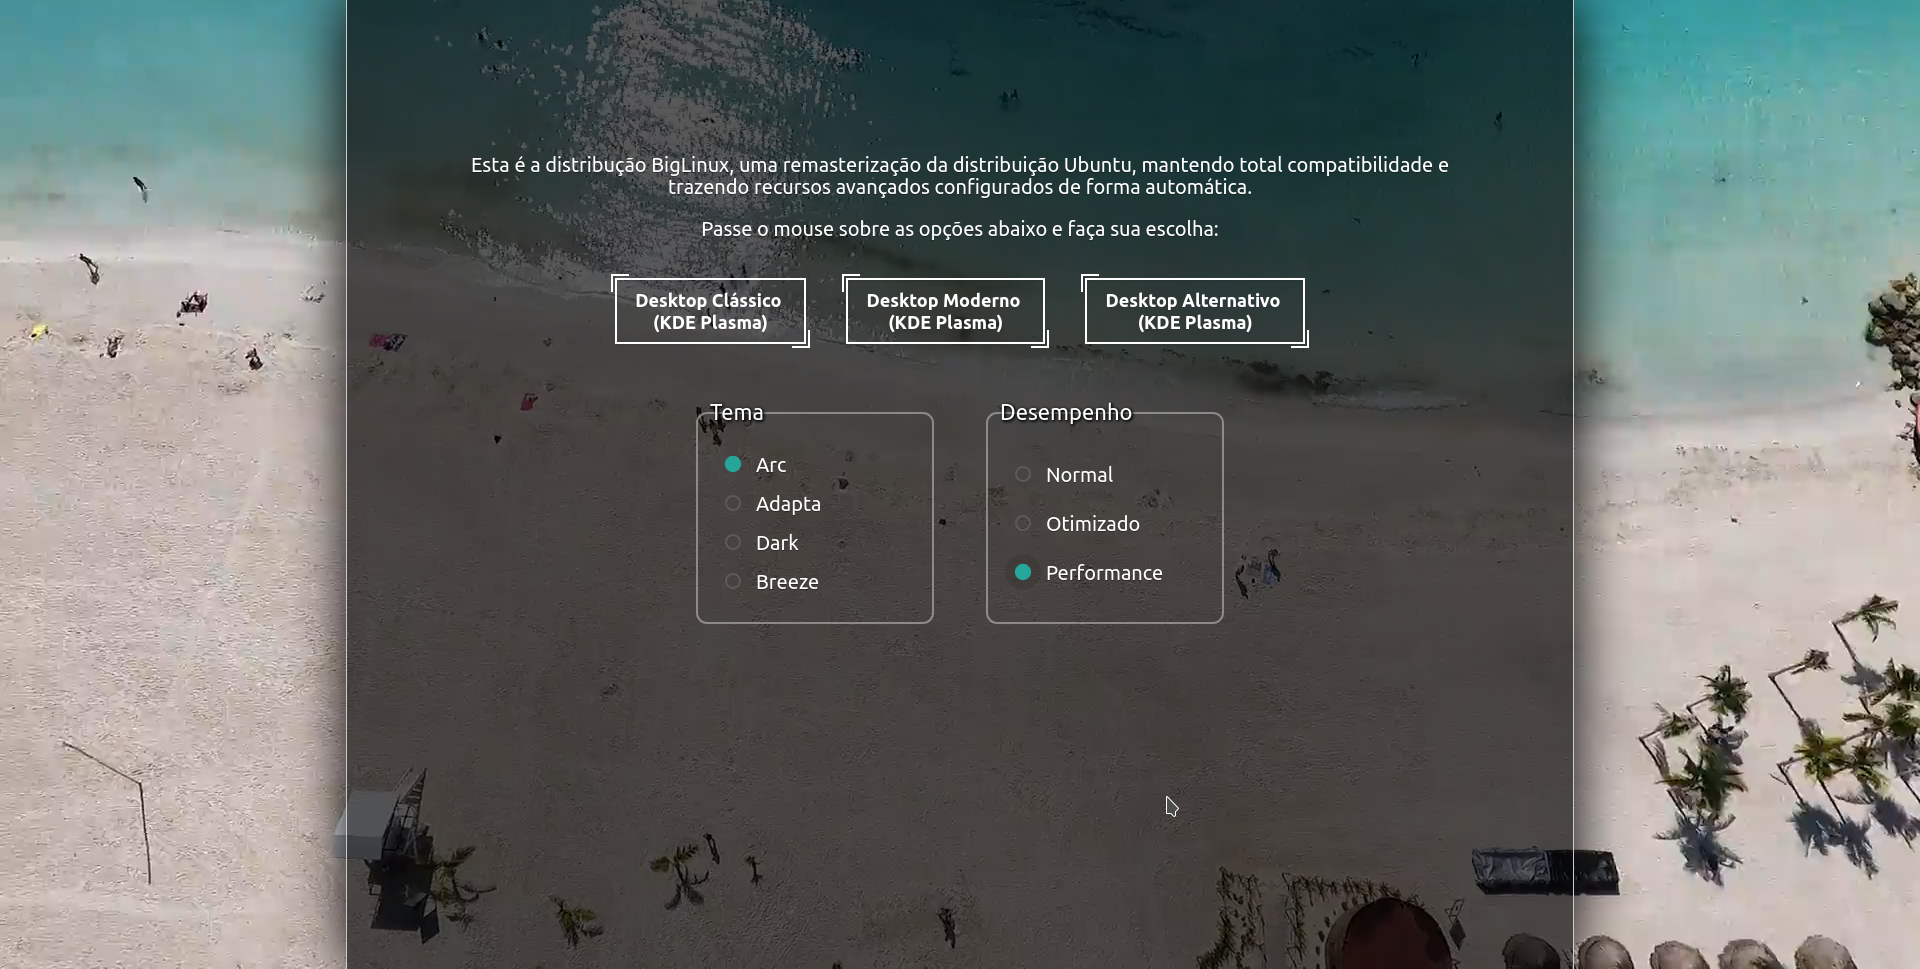 Esta é a distribução BigLinux, uma remasterização da distribuição Ubuntu, mantendo total compatibilidade e
trazendo recursos avançados configurados de forma automática.
Passe o mouse sobre as opções abaixo e faça sua escolha:
Desktop Clássico
(KDE Plasma)
Desktop Moderno
(KDE Plasma)
Desktop Alternativo
(KDE Plasma)
Tema
Arc
Adapta
Dark
Breeze
Desempenho
Normal
Otimizado
Performance